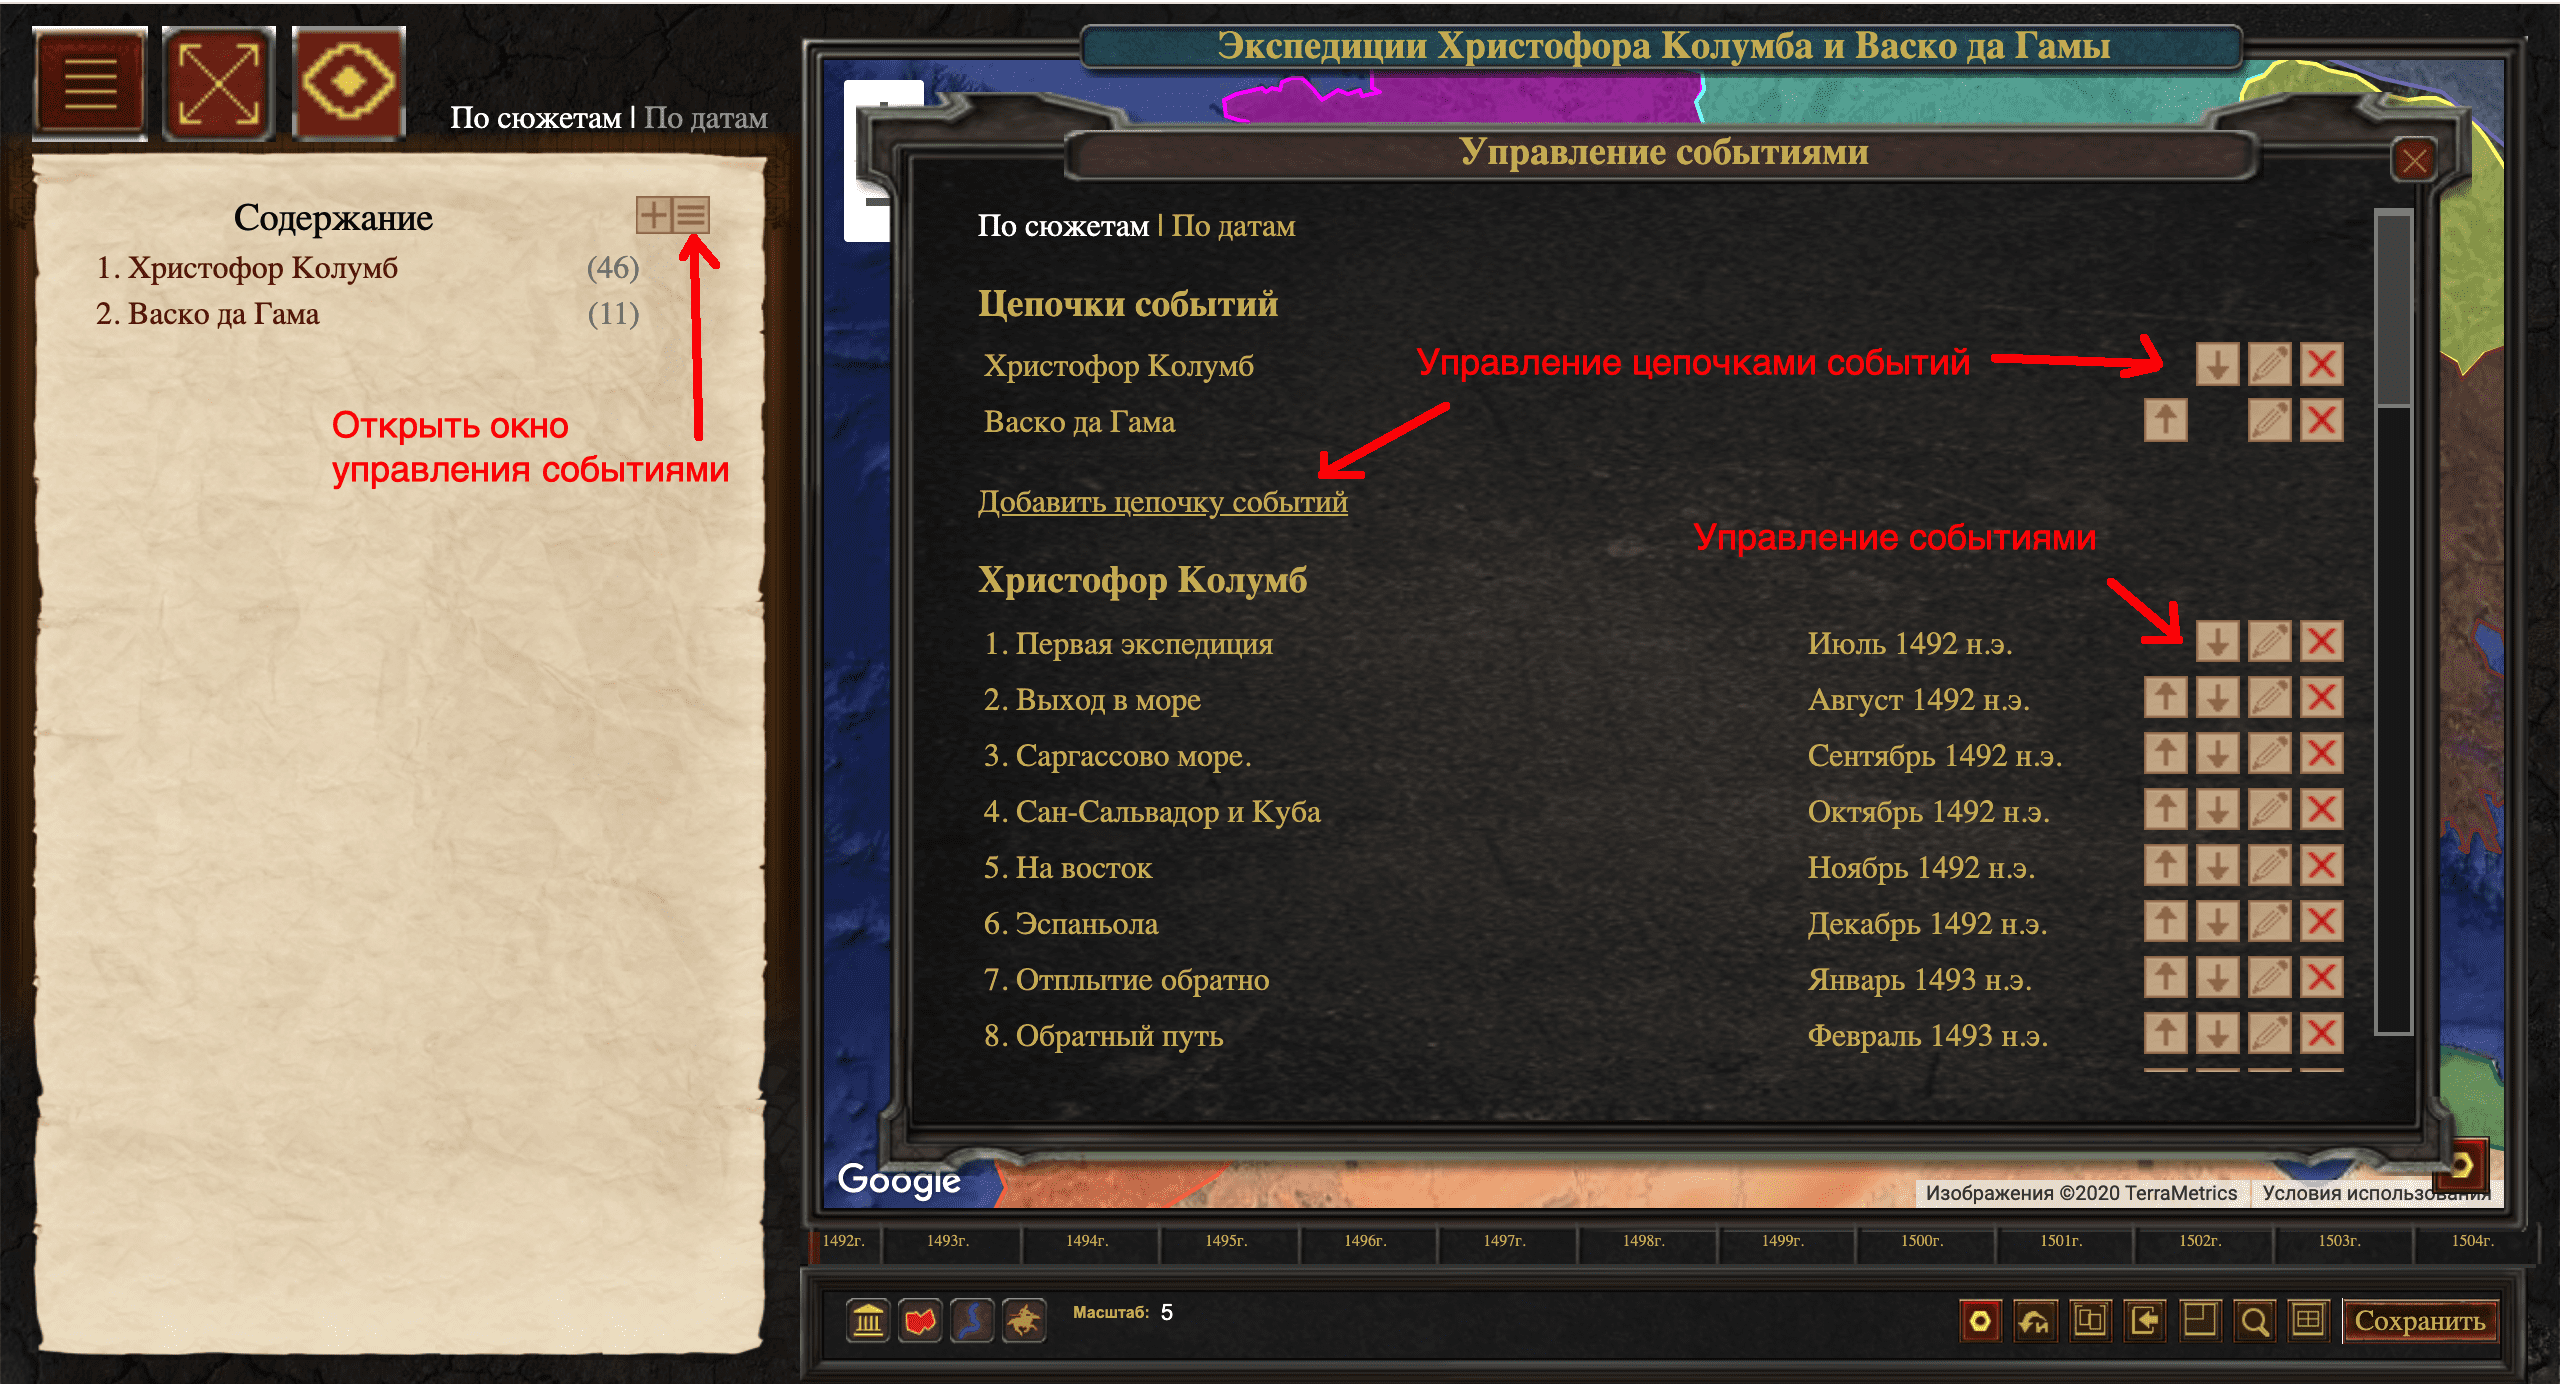 Экспедиции Христофора Колумба и Васко да Гамы
По сюжетам | По датам
Содержание
1. Христофор Колумб (46)
2. Васко да Гама (11)
Открыть окно
управления событиями
Управление событиями
По сюжетам | По датам
Цепочки событий
Христофор Колумб
Управление цепочками событий
Васко да Гама
Добавить цепочку событий
Управление событиями
Христофор Колумб
1. Первая экспедиция Июль 1492 н.э.
2. Выход в море Август 1492 н.э.
3. Саргассово море. Сентябрь 1492 н.э.
4. Сан-Сальвадор и Куба Октябрь 1492 н.э.
5. На восток Ноябрь 1492 н.э.
6. Эспаньола Декабрь 1492 н.э.
7. Отплытие обратно Январь 1493 н.э.
8. Обратный путь Февраль 1493 н.э.
Google
Изображения ©2020 TerraMetrics Условия использования
1492г. 1493г. 1494г. 1495г. 1496г. 1497г. 1498г. 1499г. 1500г. 1501г. 1502г. 1503г. 1504г.
Масштаб: 5
Сохранить